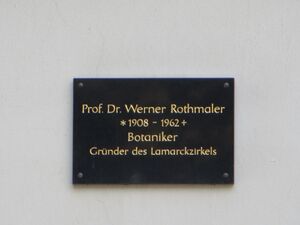 Prof. Dr. Werner Rothmaler
* 1908 - 1962 +
Botaniker
Gründer des Lamarckzirkels